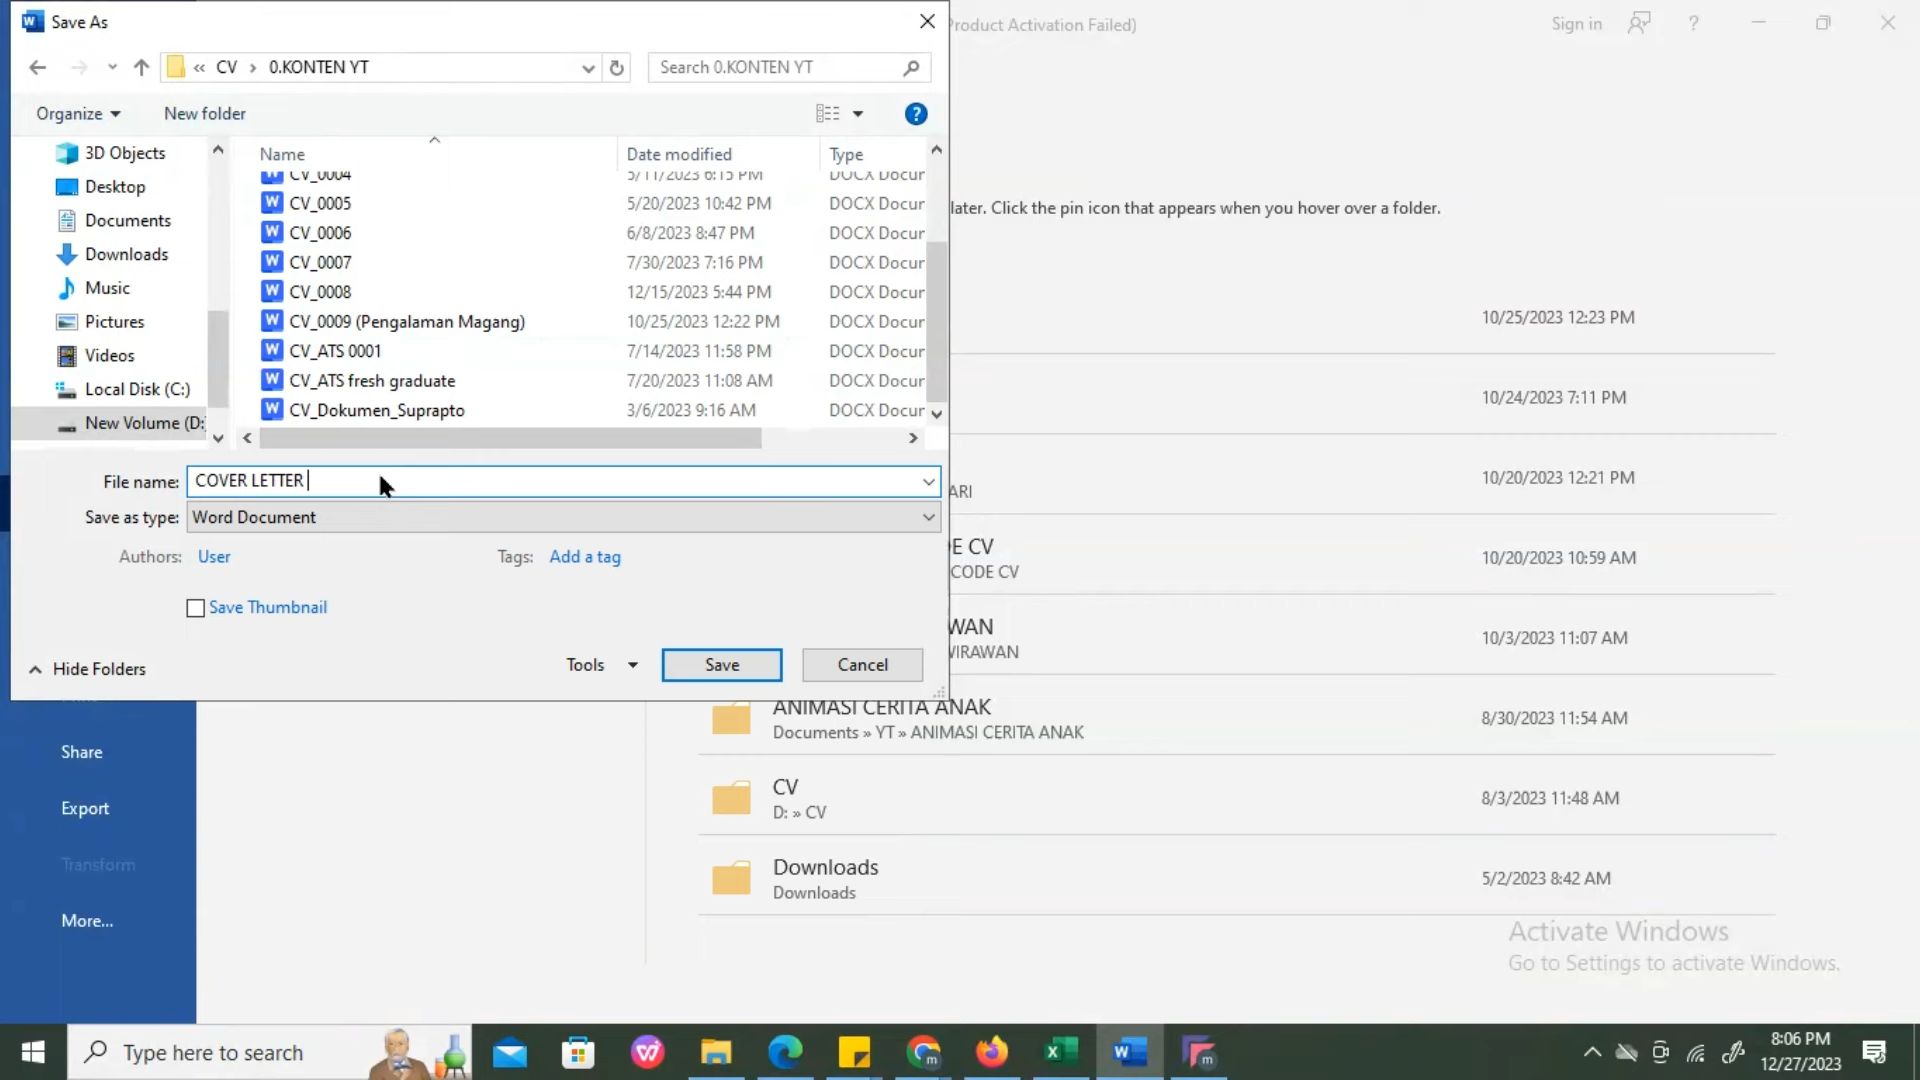 Save As
Product Activation Failed)
Sign in
?
« CV > 0.KONTEN YT
Search 0.KONTEN YT
Organize
New folder
?
3D Objects
Desktop
Documents
Downloads
Music
Pictures
Videos
Local Disk (C:)
New Volume (D:
Name Date modified Type
CV_0004 5/11/2023 6:15 PM DOCX Docur
CV_0005 5/20/2023 10:42 PM DOCX Docur
CV_0006 6/8/2023 8:47 PM DOCX Docur
CV_0007 7/30/2023 7:16 PM DOCX Docur
CV_0008 12/15/2023 5:44 PM DOCX Docur
CV_0009 (Pengalaman Magang) 10/25/2023 12:22 PM DOCX Docur
CV_ATS 0001 7/14/2023 11:58 PM DOCX Docur
CV_ATS fresh graduate 7/20/2023 11:08 AM DOCX Docur
CV_Dokumen_Suprapto 3/6/2023 9:16 AM DOCX Docur
File name: COVER LETTER
Save as type: Word Document
Authors: User
Tags: Add a tag
Save Thumbnail
Hide Folders
Tools
Save
Cancel
later. Click the pin icon that appears when you hover over a folder.
10/25/2023 12:23 PM
10/24/2023 7:11 PM
10/20/2023 12:21 PM
ARI
E CV
CODE CV
10/20/2023 10:59 AM
WAN
WIRAWAN
10/3/2023 11:07 AM
ANIMASI CERITA ANAK
Documents » YT » ANIMASI CERITA ANAK
8/30/2023 11:54 AM
CV
D: » CV
8/3/2023 11:48 AM
Downloads
Downloads
5/2/2023 8:42 AM
Share
Export
Transform
More...
Activate Windows
Go to Settings to activate Windows.
Type here to search
8:06 PM
12/27/2023